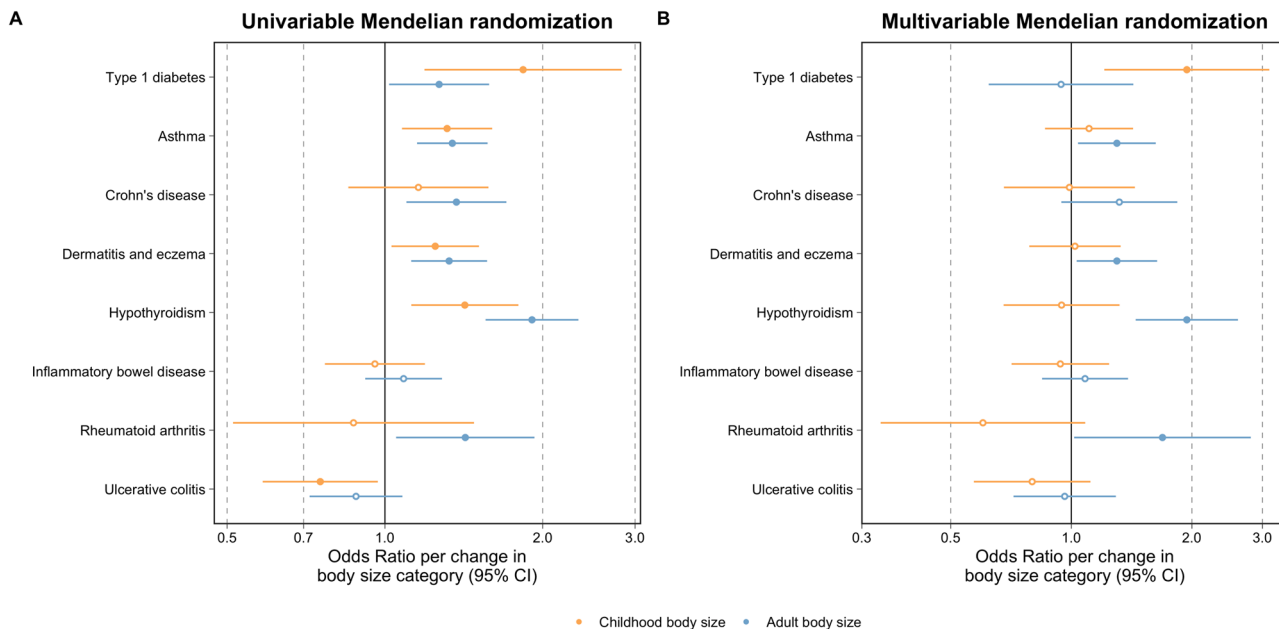 A
Univariable Mendelian randomization
Type 1 diabetes
Asthma
Crohn's disease
Dermatitis and eczema
Hypothyroidism
Inflammatory bowel disease
Rheumatoid arthritis
Ulcerative colitis
0.5 0.7 1.0 2.0 3.0
Odds Ratio per change in
body size category (95% CI)
B
Multivariable Mendelian randomization
Type 1 diabetes
Asthma
Crohn's disease
Dermatitis and eczema
Hypothyroidism
Inflammatory bowel disease
Rheumatoid arthritis
Ulcerative colitis
0.3 0.5 1.0 2.0 3.0
Odds Ratio per change in
body size category (95% CI)
Childhood body size Adult body size